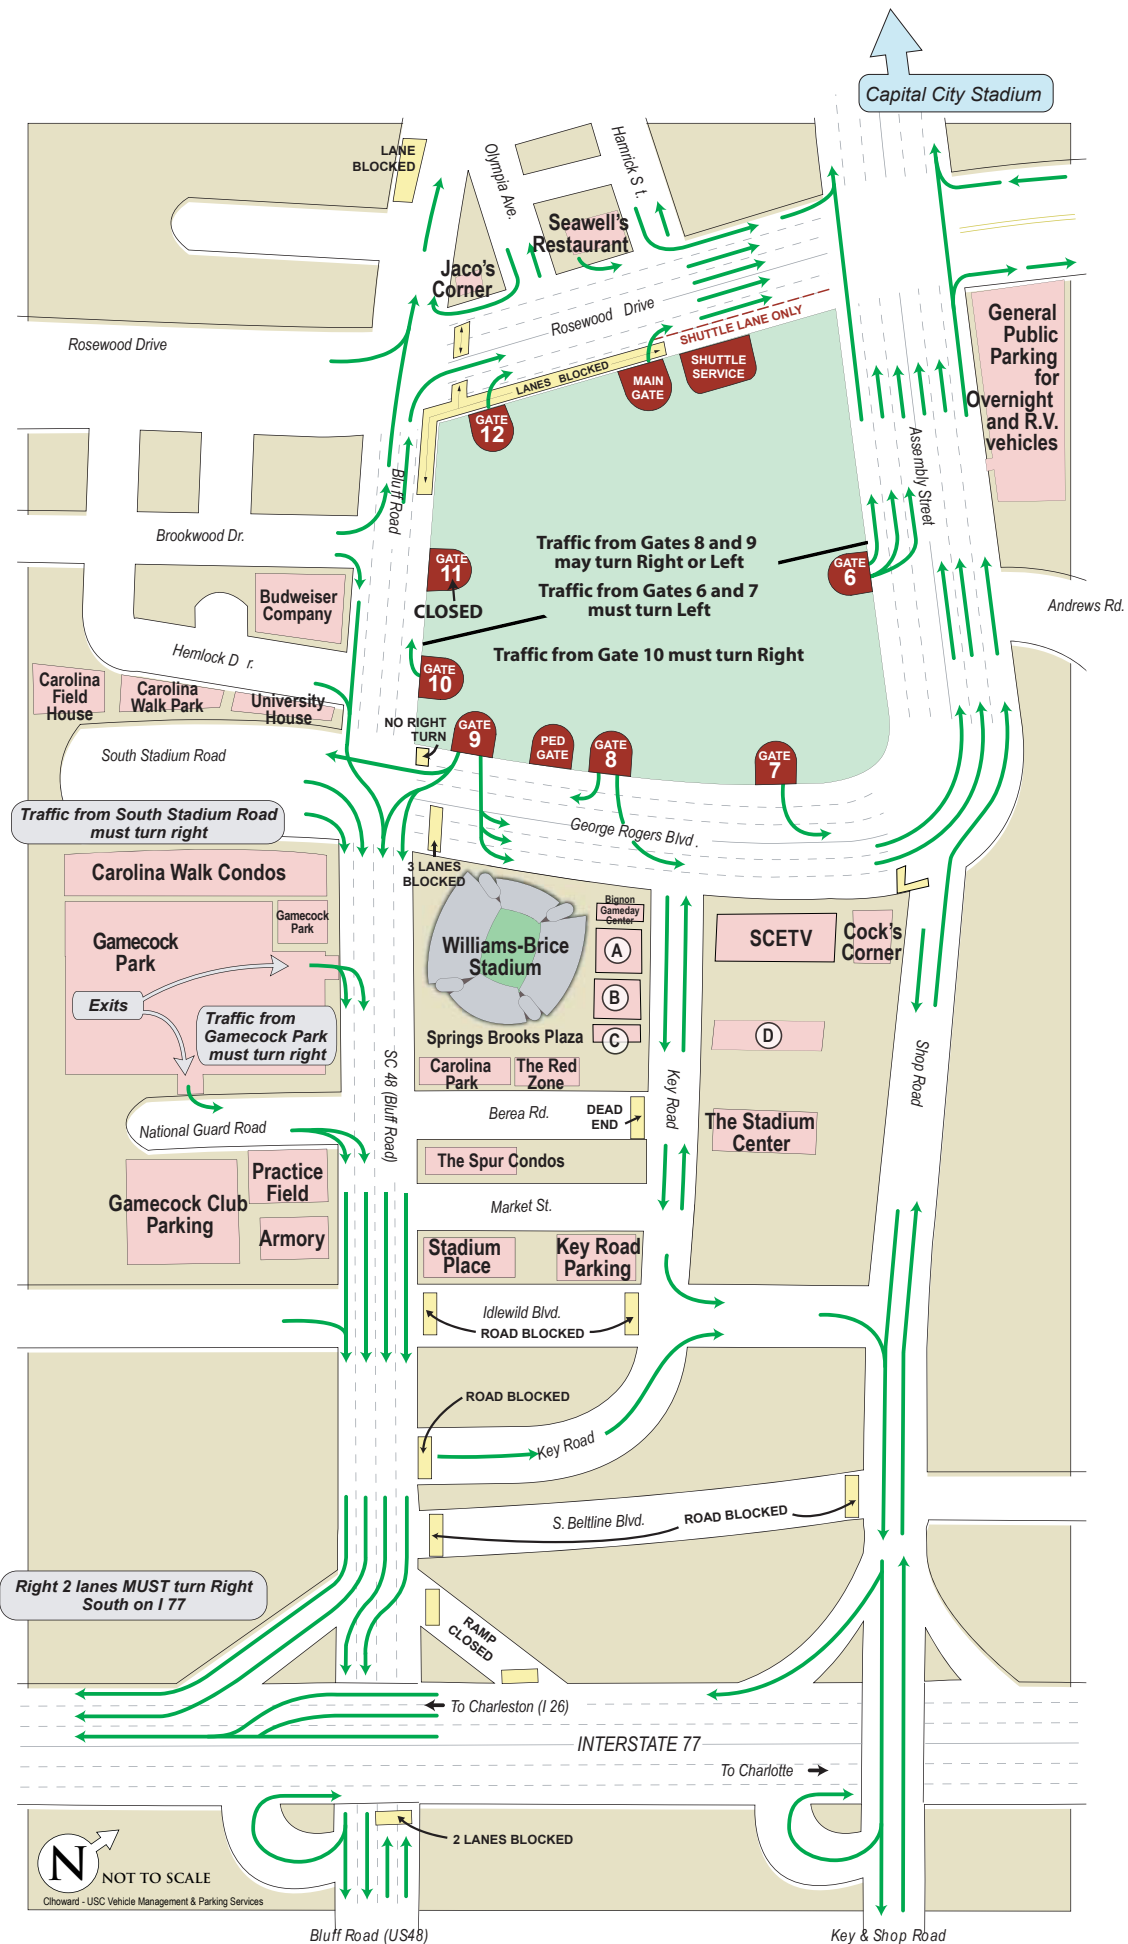 Capital City Stadium
LANE
BLOCKED
Olympia Ave.
Hamrick S t.
Seawell's
Restaurant
Jaco's
Corner
Rosewood Drive
Rosewood Drive
SHUTTLE LANE ONLY
LANES BLOCKED
MAIN
GATE
SHUTTLE
SERVICE
General
Public
Parking
for
Overnight
and R.V.
vehicles
GATE
12
Assembly Street
Bluff Road
Brookwood Dr.
Traffic from Gates 8 and 9
may turn Right or Left
GATE
11
CLOSED
GATE
6
Traffic from Gates 6 and 7
must turn Left
Budweiser
Company
Andrews Rd.
Hemlock D r.
Traffic from Gate 10 must turn Right
GATE
10
Carolina
Field
House
Carolina
Walk Park
University
House
NO RIGHT
TURN
GATE
9
PED
GATE
GATE
8
GATE
7
South Stadium Road
Traffic from South Stadium Road
must turn right
George Rogers Blvd .
3 LANES
BLOCKED
Carolina Walk Condos
Gamecock
Park
Gamecock
Park
Bignon
Gameday
Center
Williams-Brice
Stadium
A
B
C
SCETV
Cock's
Corner
Exits
Traffic from
Gamecock Park
must turn right
Springs Brooks Plaza
D
Carolina
Park
The Red
Zone
SC 48 (Bluff Road)
Key Road
Shop Road
National Guard Road
Berea Rd.
DEAD
END
The Stadium
Center
Practice
Field
The Spur Condos
Gamecock Club
Parking
Market St.
Armory
Stadium
Place
Key Road
Parking
Idlewild Blvd.
ROAD BLOCKED
ROAD BLOCKED
Key Road
S. Beltline Blvd.
ROAD BLOCKED
Right 2 lanes MUST turn Right
South on I 77
RAMP
CLOSED
To Charleston (I 26)
INTERSTATE 77
To Charlotte
2 LANES BLOCKED
N
NOT TO SCALE
Clhoward - USC Vehicle Management & Parking Services
Bluff Road (US48)
Key & Shop Road